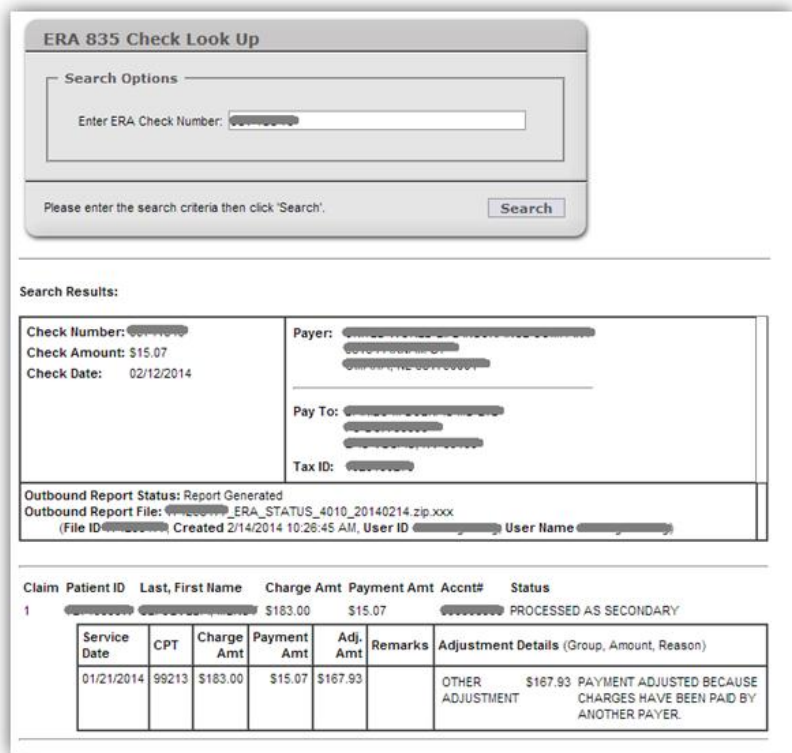 ERA 835 Check Look Up
Search Options
Enter ERA Check Number:
Please enter the search criteria then click 'Search'.
Search
Search Results:
Check Number:
Check Amount: $15.07
Check Date: 02/12/2014
Payer:
Pay To:
Tax ID:
Outbound Report Status: Report Generated
Outbound Report File: _ERA_STATUS_4010_20140214.zip.xxx
(File ID Created 2/14/2014 10:26:45 AM, User ID User Name
Claim Patient ID Last, First Name Charge Amt Payment Amt Accnt# Status
1 $183.00 $15.07 PROCESSED AS SECONDARY
Service Date CPT Charge Amt Payment Amt Adj. Amt Remarks Adjustment Details (Group, Amount, Reason)
01/21/2014 99213 $183.00 $15.07 $167.93 OTHER $167.93 PAYMENT ADJUSTED BECAUSE
ADJUSTMENT CHARGES HAVE BEEN PAID BY
ANOTHER PAYER.